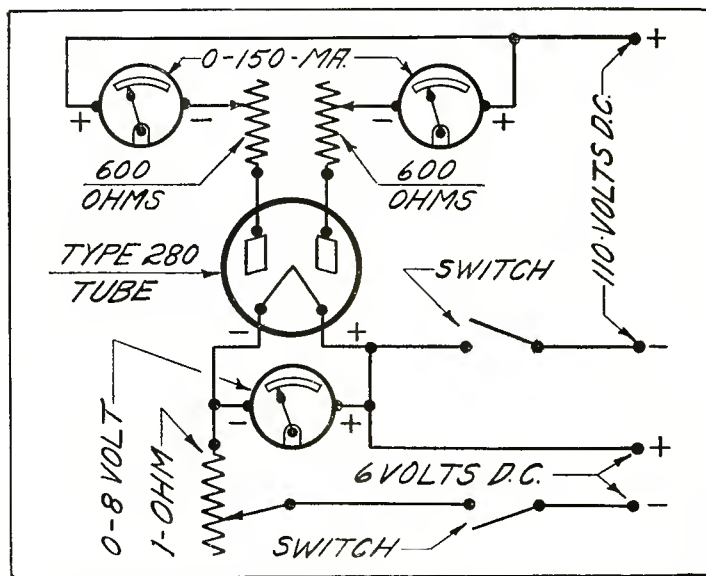 0-150-MA.
+
+
-
-
+
600
OHMS
600
OHMS
110-VOLTS D.C.
TYPE 280
TUBE
SWITCH
-
+
-
-
+
0-8 VOLT
1-OHM
+
6 VOLTS D.C.
-
SWITCH